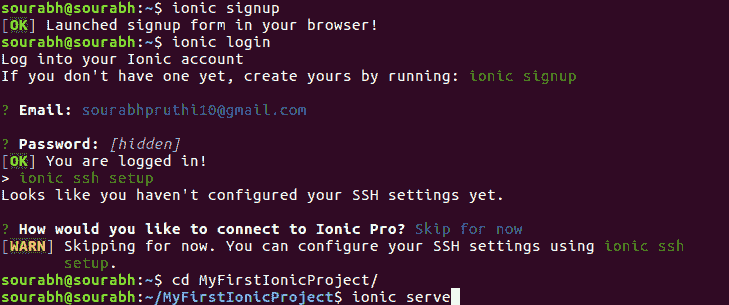 sourabh@sourabh:~$ ionic signup
[OK] Launched signup form in your browser!
sourabh@sourabh:~$ ionic login
Log into your Ionic account
If you don't have one yet, create yours by running: ionic signup
? Email: sourabhpruthi10@gmail.com
? Password: [hidden]
[OK] You are logged in!
> ionic ssh setup
Looks like you haven't configured your SSH settings yet.
? How would you like to connect to Ionic Pro? Skip for now
[WARN] Skipping for now. You can configure your SSH settings using ionic ssh
setup.
sourabh@sourabh:~$ cd MyFirstIonicProject/
sourabh@sourabh:~/MyFirstIonicProject$ ionic serve